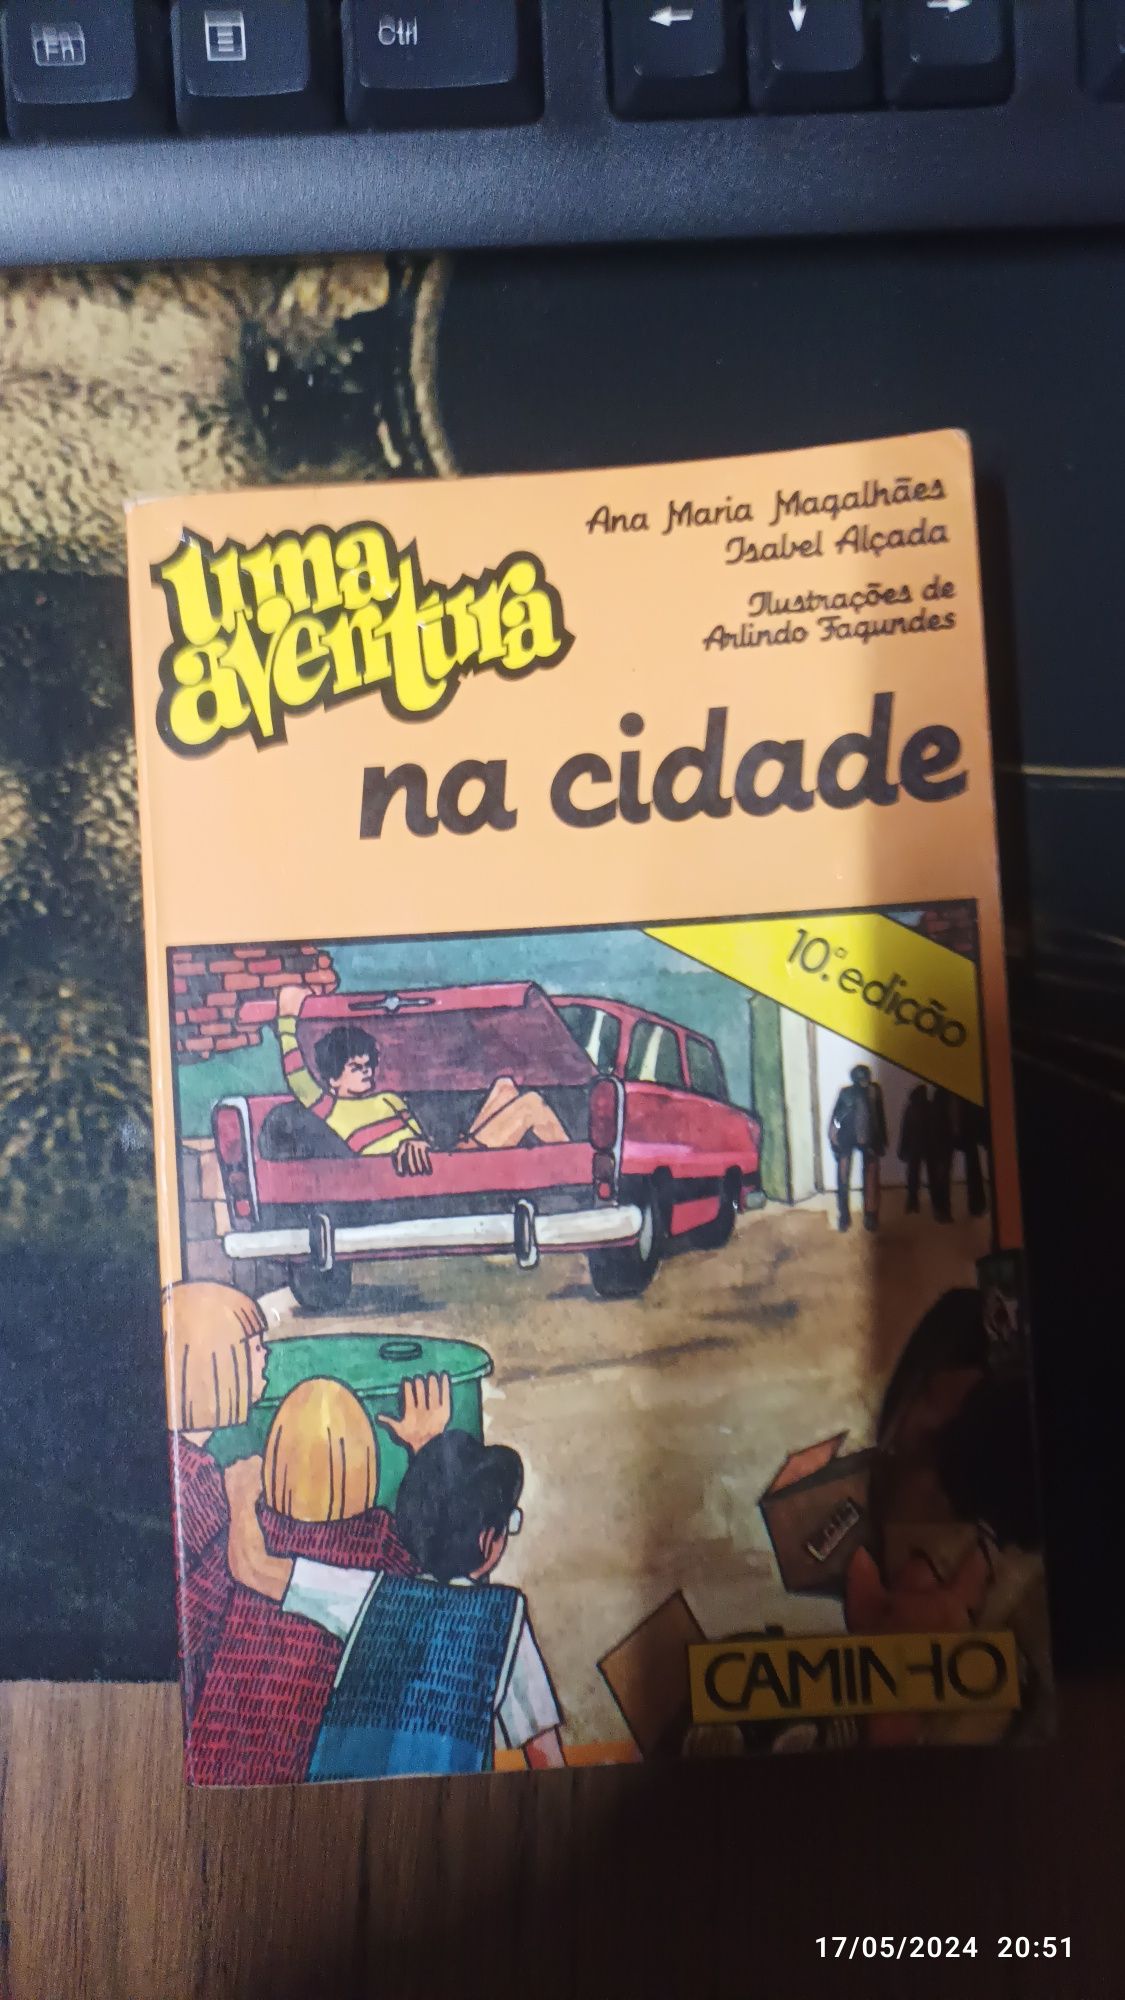 Fn
Ctrl
Ana Maria Magalhães
Isabel Alçada
Ilustrações de
Arlindo Fagundes
uma
aventura
na cidade
10.ª edição
CAMINHO
17/05/2024 20:51